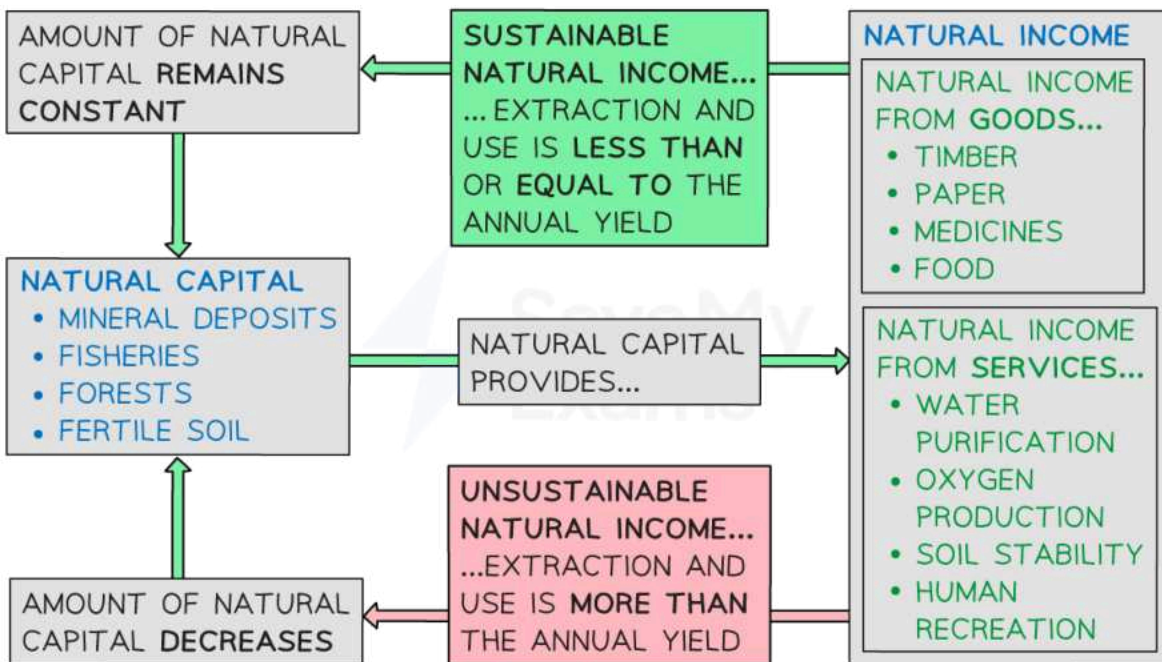 AMOUNT OF NATURAL
CAPITAL REMAINS
CONSTANT
SUSTAINABLE
NATURAL INCOME...
...EXTRACTION AND
USE IS LESS THAN
OR EQUAL TO THE
ANNUAL YIELD
NATURAL INCOME
NATURAL INCOME
FROM GOODS...
• TIMBER
• PAPER
• MEDICINES
• FOOD
NATURAL CAPITAL
• MINERAL DEPOSITS
• FISHERIES
• FORESTS
• FERTILE SOIL
NATURAL CAPITAL
PROVIDES...
Save My
Exams
NATURAL INCOME
FROM SERVICES...
• WATER
PURIFICATION
• OXYGEN
PRODUCTION
• SOIL STABILITY
• HUMAN
RECREATION
UNSUSTAINABLE
NATURAL INCOME...
...EXTRACTION AND
USE IS MORE THAN
THE ANNUAL YIELD
AMOUNT OF NATURAL
CAPITAL DECREASES